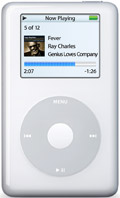 Now Playing
5 of 12
Fever
Ray Charles
Genius Loves Company
2:07 -1:26
MENU